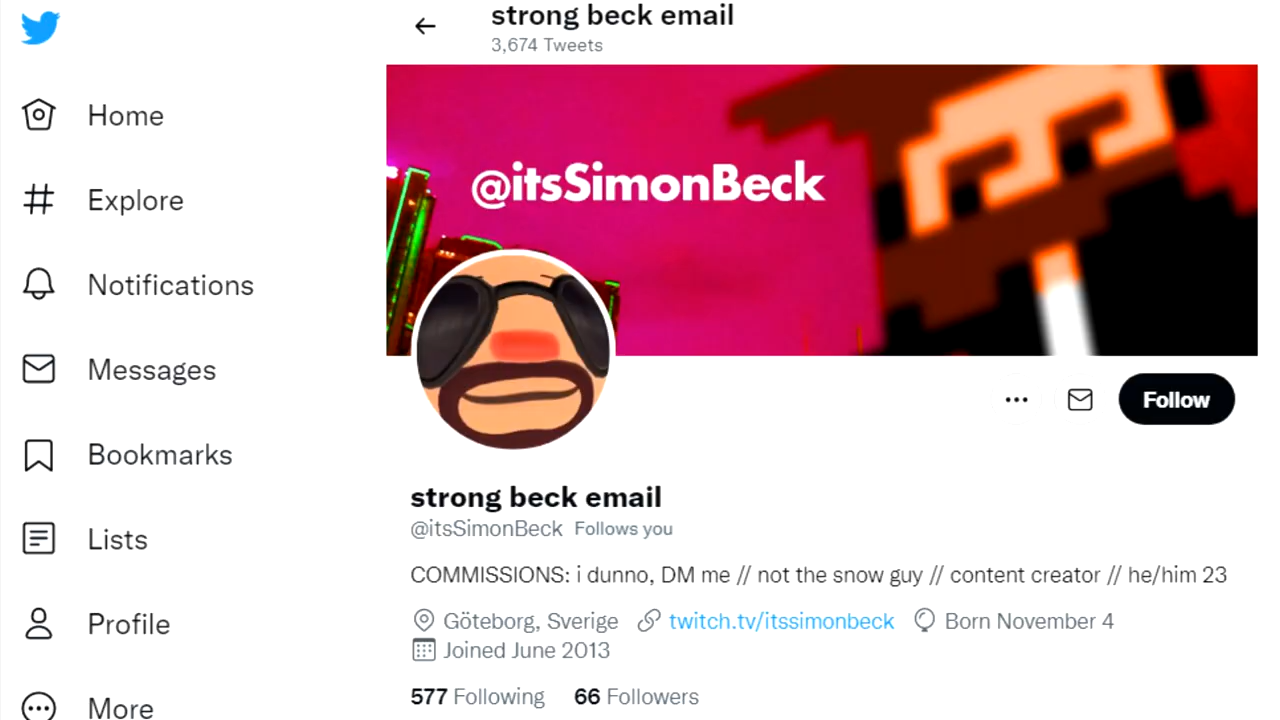 strong beck email
3,674 Tweets
Home
Explore
Notifications
Messages
Bookmarks
Lists
Profile
More
@itsSimonBeck
Follow
strong beck email
@itsSimonBeck Follows you
COMMISSIONS: i dunno, DM me // not the snow guy // content creator // he/him 23
Göteborg, Sverige twitch.tv/itssimonbeck Born November 4
Joined June 2013
577 Following 66 Followers